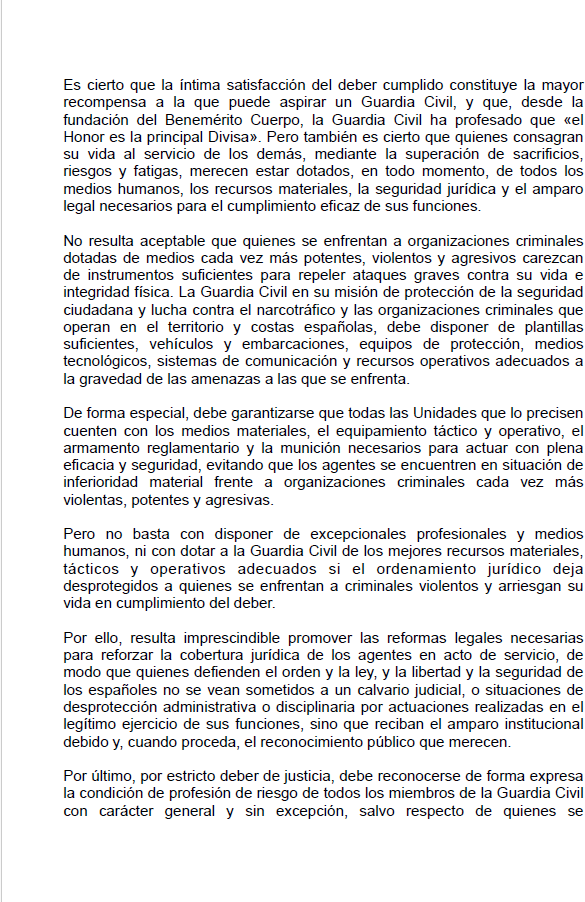 Es cierto que la íntima satisfacción del deber cumplido constituye la mayor
recompensa a la que puede aspirar un Guardia Civil, y que, desde la
fundación del Benemérito Cuerpo, la Guardia Civil ha profesado que «el
Honor es la principal Divisa». Pero también es cierto que quienes consagran
su vida al servicio de los demás, mediante la superación de sacrificios,
riesgos y fatigas, merecen estar dotados, en todo momento, de todos los
medios humanos, los recursos materiales, la seguridad jurídica y el amparo
legal necesarios para el cumplimiento eficaz de sus funciones.
No resulta aceptable que quienes se enfrentan a organizaciones criminales
dotadas de medios cada vez más potentes, violentos y agresivos carezcan
de instrumentos suficientes para repeler ataques graves contra su vida e
integridad física. La Guardia Civil en su misión de protección de la seguridad
ciudadana y lucha contra el narcotráfico y las organizaciones criminales que
operan en el territorio y costas españolas, debe disponer de plantillas
suficientes, vehículos y embarcaciones, equipos de protección, medios
tecnológicos, sistemas de comunicación y recursos operativos adecuados a
la gravedad de las amenazas a las que se enfrenta.
De forma especial, debe garantizarse que todas las Unidades que lo precisen
cuenten con los medios materiales, el equipamiento táctico y operativo, el
armamento reglamentario y la munición necesarios para actuar con plena
eficacia y seguridad, evitando que los agentes se encuentren en situación de
inferioridad material frente a organizaciones criminales cada vez más
violentas, potentes y agresivas.
Pero no basta con disponer de excepcionales profesionales y medios
humanos, ni con dotar a la Guardia Civil de los mejores recursos materiales,
tácticos y operativos adecuados si el ordenamiento jurídico deja
desprotegidos a quienes se enfrentan a criminales violentos y arriesgan su
vida en cumplimiento del deber.
Por ello, resulta imprescindible promover las reformas legales necesarias
para reforzar la cobertura jurídica de los agentes en acto de servicio, de
modo que quienes defienden el orden y la ley, y la libertad y la seguridad de
los españoles no se vean sometidos a un calvario judicial, o situaciones de
desprotección administrativa o disciplinaria por actuaciones realizadas en el
legítimo ejercicio de sus funciones, sino que reciban el amparo institucional
debido y, cuando proceda, el reconocimiento público que merecen.
Por último, por estricto deber de justicia, debe reconocerse de forma expresa
la condición de profesión de riesgo de todos los miembros de la Guardia Civil
con carácter general y sin excepción, salvo respecto de quienes se